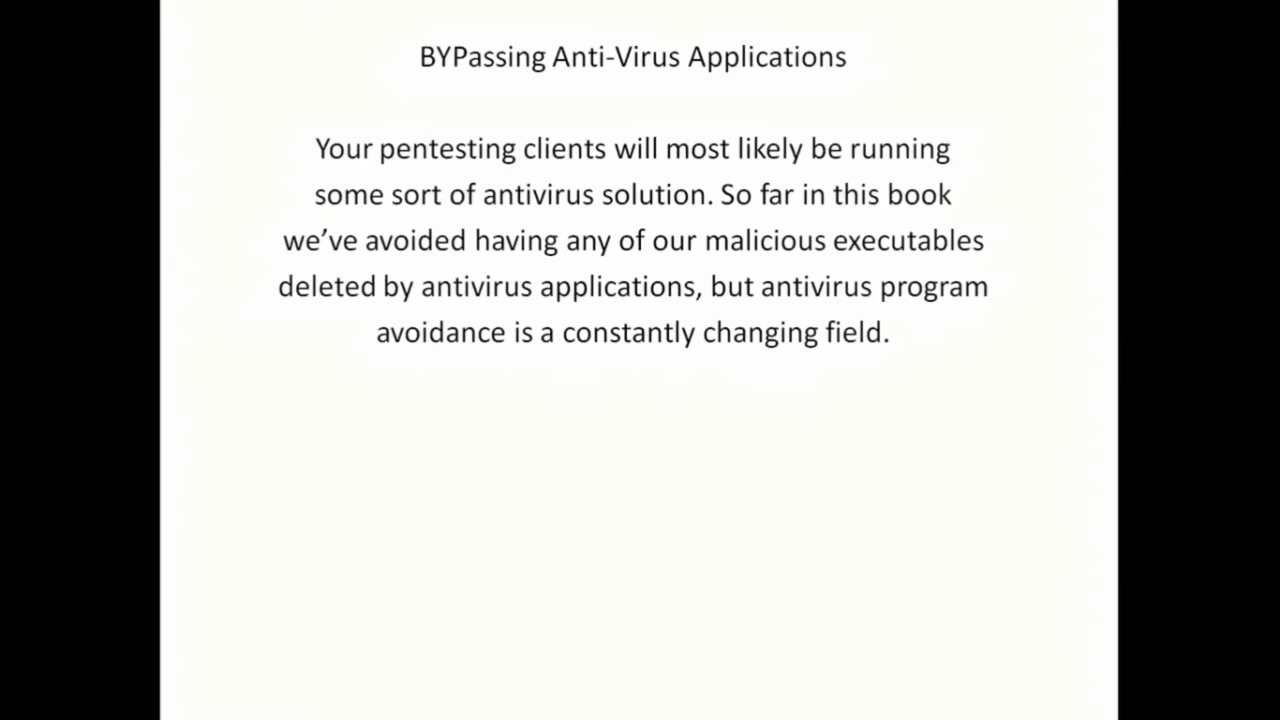 BYPassing Anti-Virus Applications
Your pentesting clients will most likely be running
some sort of antivirus solution. So far in this book
we’ve avoided having any of our malicious executables
deleted by antivirus applications, but antivirus program
avoidance is a constantly changing field.